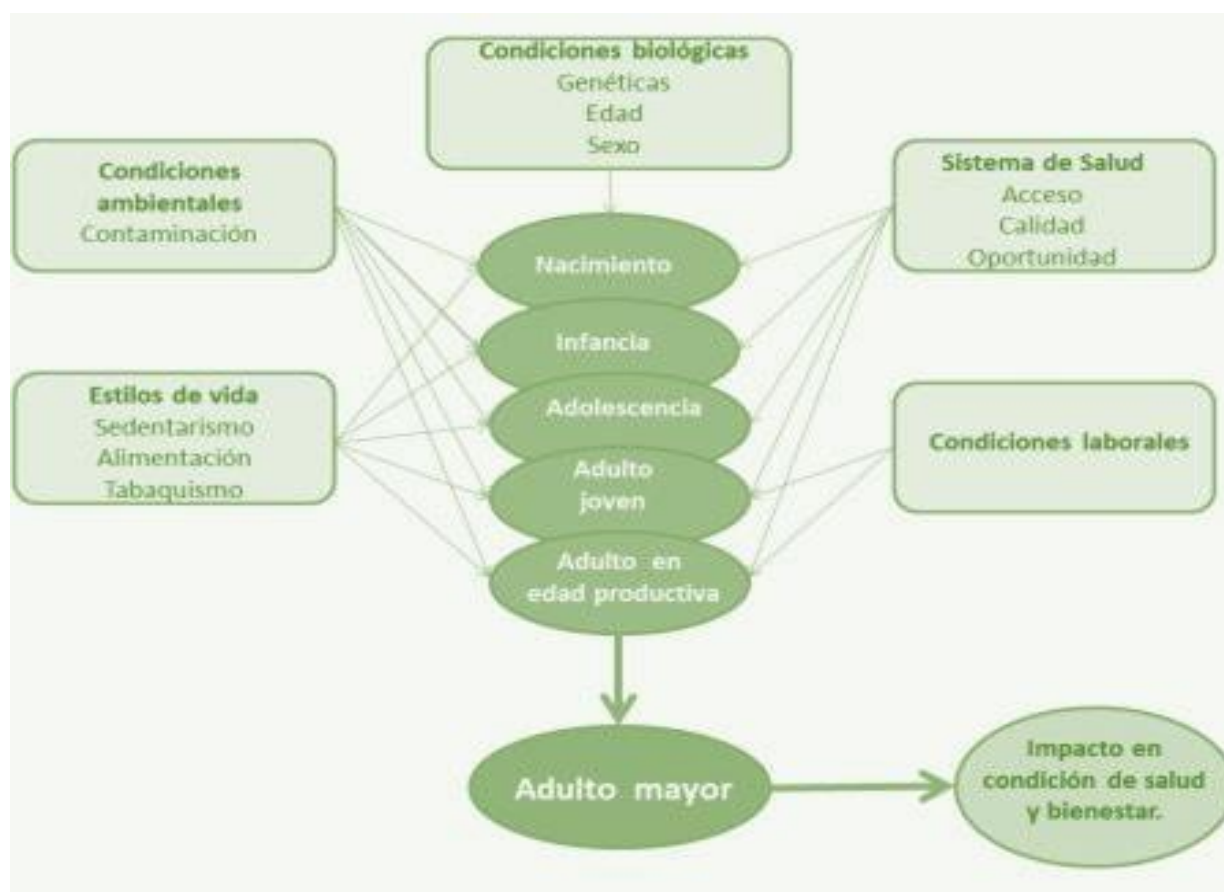 Condiciones biológicas
Genéticas
Edad
Sexo
Condiciones
ambientales
Contaminación
Sistema de Salud
Acceso
Calidad
Oportunidad
Nacimiento
Infancia
Adolescencia
Adulto
joven
Adulto en
edad productiva
Estilos de vida
Sedentarismo
Alimentación
Tabaquismo
Condiciones laborales
Adulto mayor
Impacto en
condición de salud
y bienestar.